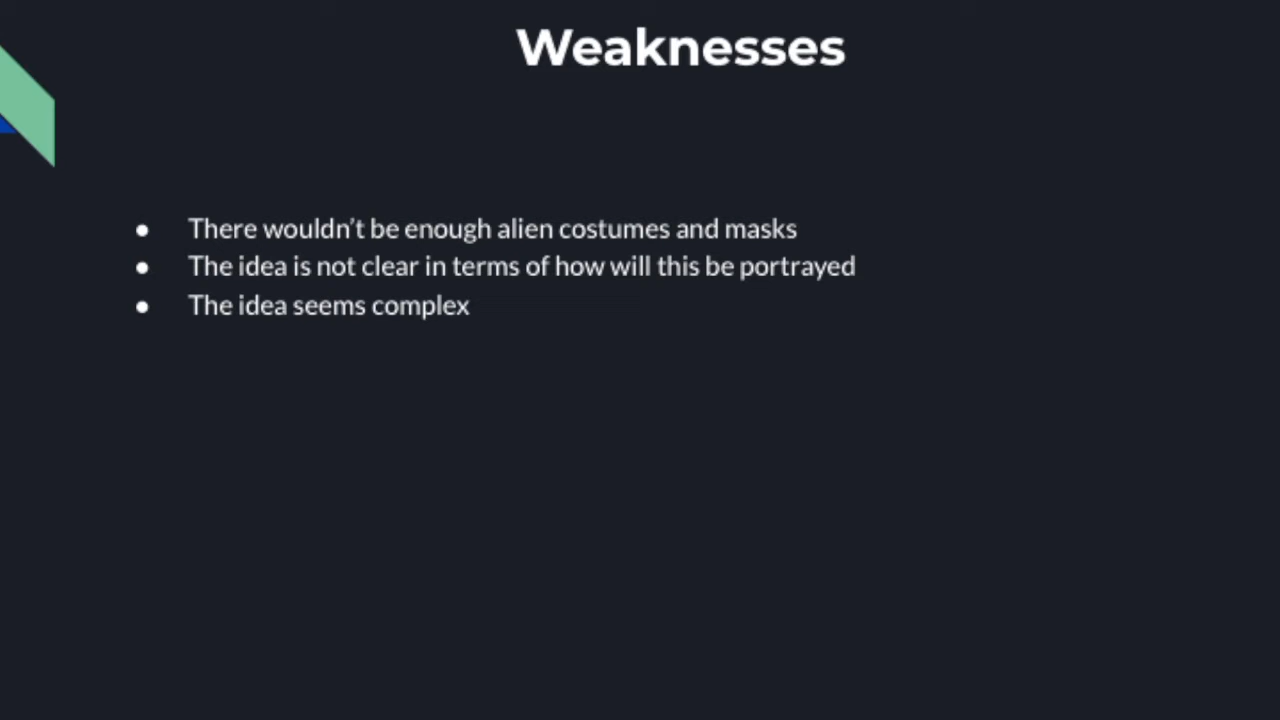 Weaknesses
● There wouldn’t be enough alien costumes and masks
● The idea is not clear in terms of how will this be portrayed
● The idea seems complex